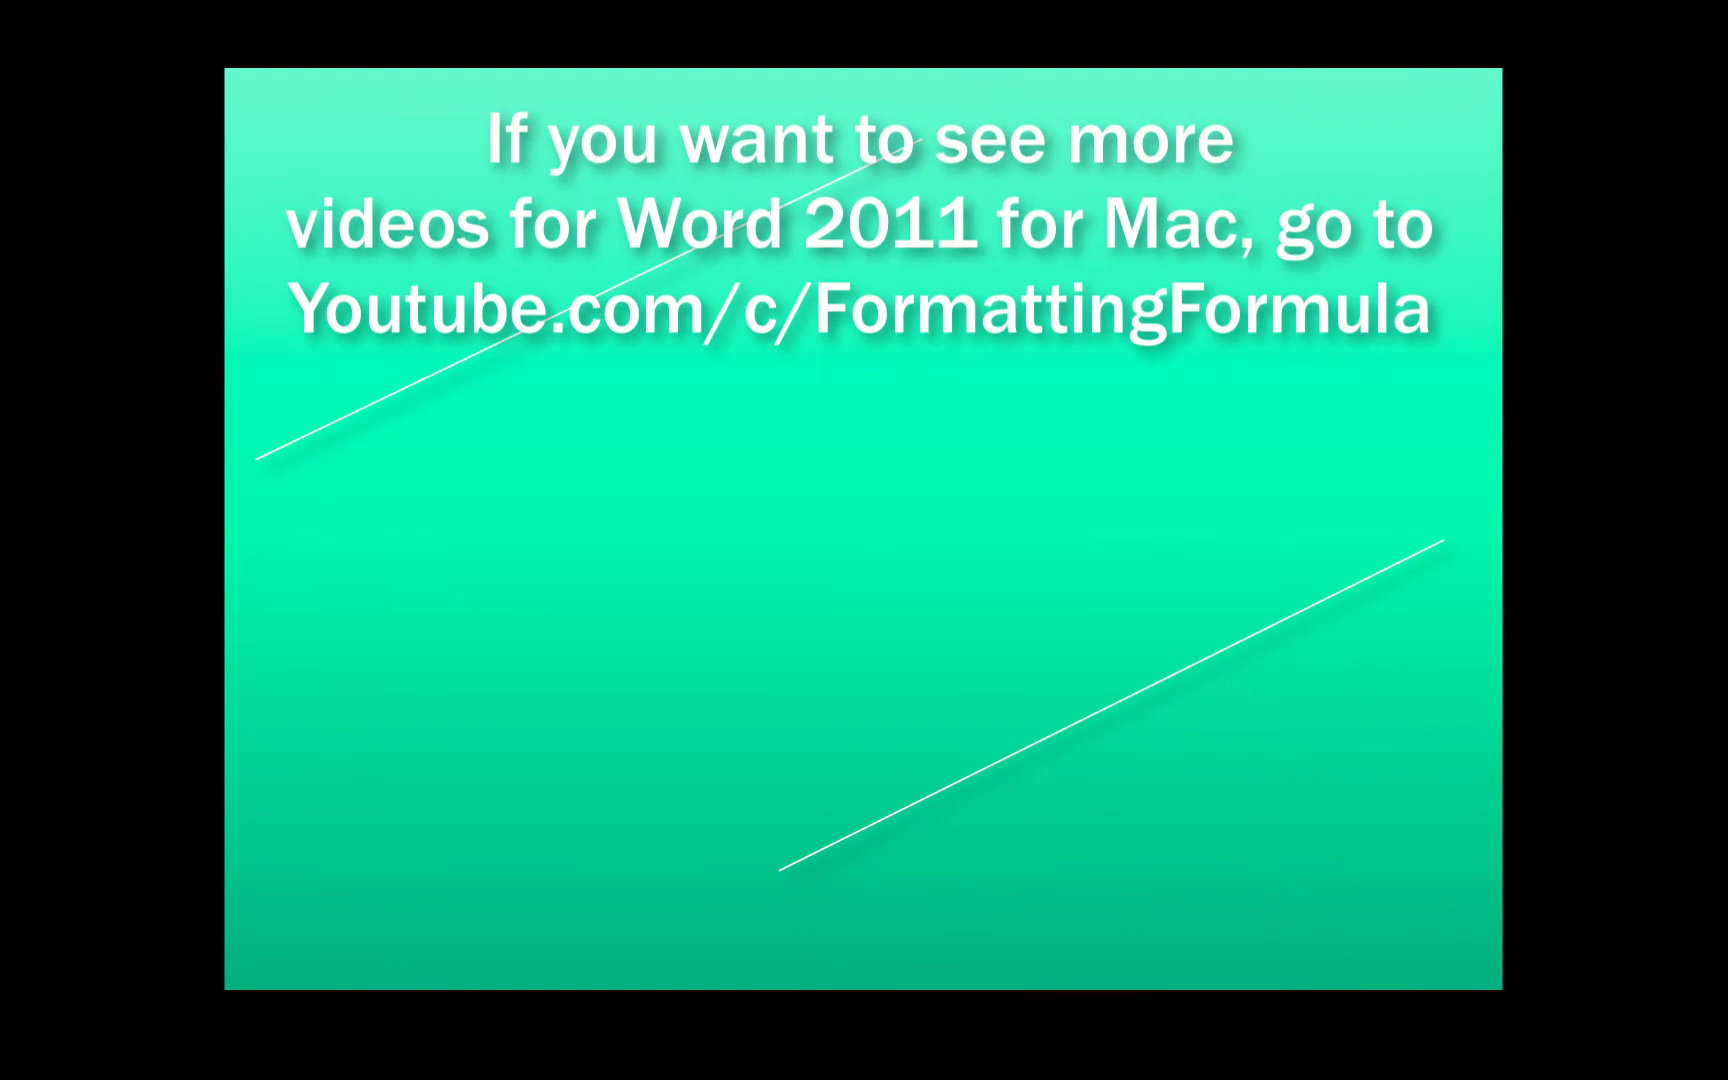 If you want to see more
videos for Word 2011 for Mac, go to
Youtube.com/c/FormattingFormula